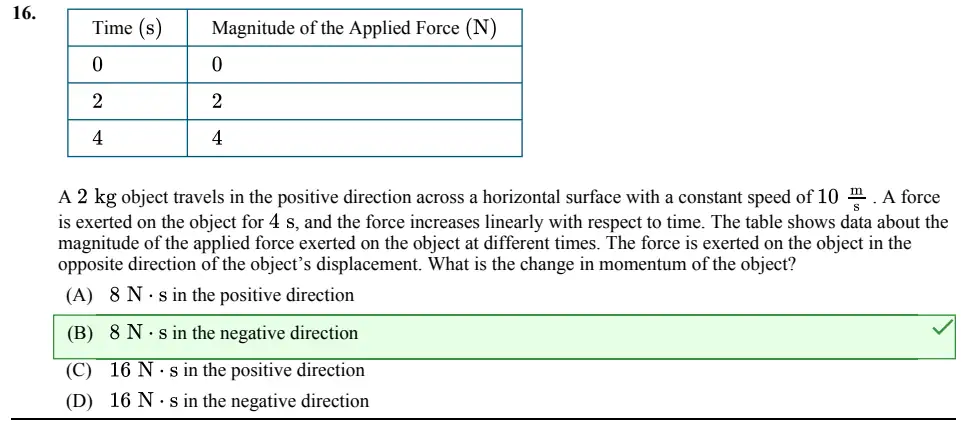 16.
Time (s) Magnitude of the Applied Force (N)
0 0
2 2
4 4
A 2 kg object travels in the positive direction across a horizontal surface with a constant speed of 10 m/s . A force
is exerted on the object for 4 s, and the force increases linearly with respect to time. The table shows data about the
magnitude of the applied force exerted on the object at different times. The force is exerted on the object in the
opposite direction of the object’s displacement. What is the change in momentum of the object?
(A) 8 N · s in the positive direction
(B) 8 N · s in the negative direction
(C) 16 N · s in the positive direction
(D) 16 N · s in the negative direction